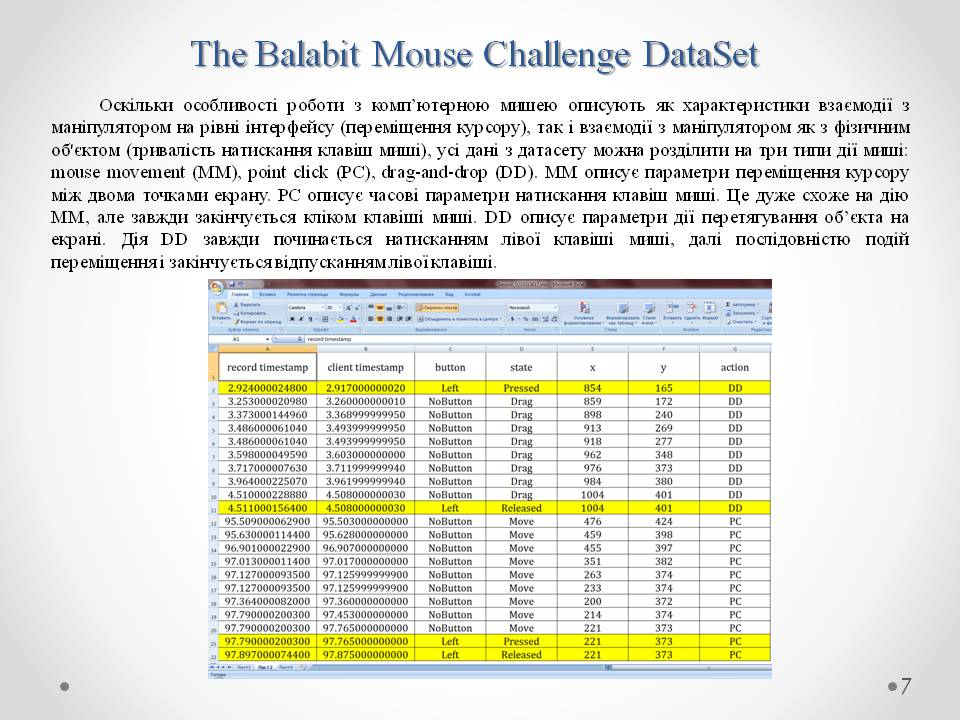 The Balabit Mouse Challenge DataSet
Оскільки особливості роботи з комп’ютерною мишею описують як характеристики взаємодії з
маніпулятором на рівні інтерфейсу (переміщення курсору), так і взаємодії з маніпулятором як з фізичним
об'єктом (тривалість натискання клавіш миші), усі дані з датасету можна розділити на три типи дії миші:
mouse movement (MM), point click (PC), drag-and-drop (DD). MM описує параметри переміщення курсору
між двома точками екрану. PC описує часові параметри натискання клавіш миші. Це дуже схоже на дію
MM, але завжди закінчується кліком клавіші миші. DD описує параметри дії перетягування об’єкта на
екрані. Дія DD завжди починається натисканням лівої клавіші миші, далі послідовністю подій
переміщення і закінчується відпусканням лівої клавіші.
A1 record timestamp
A B C D E F G
1 record timestamp client timestamp button state x y action
2 2.924000024800 2.917000000020 Left Pressed 854 165 DD
3 3.253000020980 3.260000000010 NoButton Drag 859 172 DD
4 3.373000144960 3.368999999950 NoButton Drag 898 240 DD
5 3.486000061040 3.493999999950 NoButton Drag 913 269 DD
6 3.486000061040 3.493999999950 NoButton Drag 918 277 DD
7 3.598000049590 3.603000000000 NoButton Drag 962 348 DD
8 3.717000007630 3.711999999940 NoButton Drag 976 373 DD
9 3.964000225070 3.961999999940 NoButton Drag 984 380 DD
10 4.510000228880 4.508000000030 NoButton Drag 1004 401 DD
11 4.511000156400 4.508000000030 Left Released 1004 401 DD
12 95.509000062900 95.503000000000 NoButton Move 476 424 PC
13 95.630000114400 95.628000000000 NoButton Move 459 398 PC
14 96.901000022900 96.907000000000 NoButton Move 455 397 PC
15 97.013000011400 97.017000000000 NoButton Move 351 382 PC
16 97.127000093500 97.125999999900 NoButton Move 263 374 PC
17 97.127000093500 97.125999999900 NoButton Move 233 374 PC
18 97.364000082000 97.360000000000 NoButton Move 200 372 PC
19 97.790000200300 97.453000000000 NoButton Move 214 374 PC
20 97.790000200300 97.765000000000 NoButton Move 221 373 PC
21 97.790000200300 97.765000000000 Left Pressed 221 373 PC
22 97.897000074400 97.875000000000 Left Released 221 373 PC
7